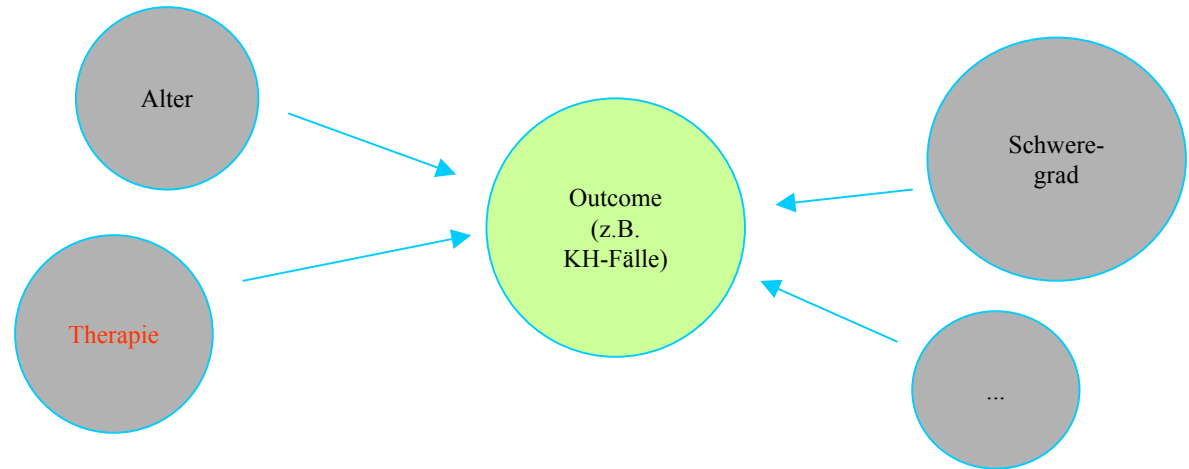 Alter
Therapie
Outcome
(z.B.
KH-Fälle)
Schwere-
grad
...